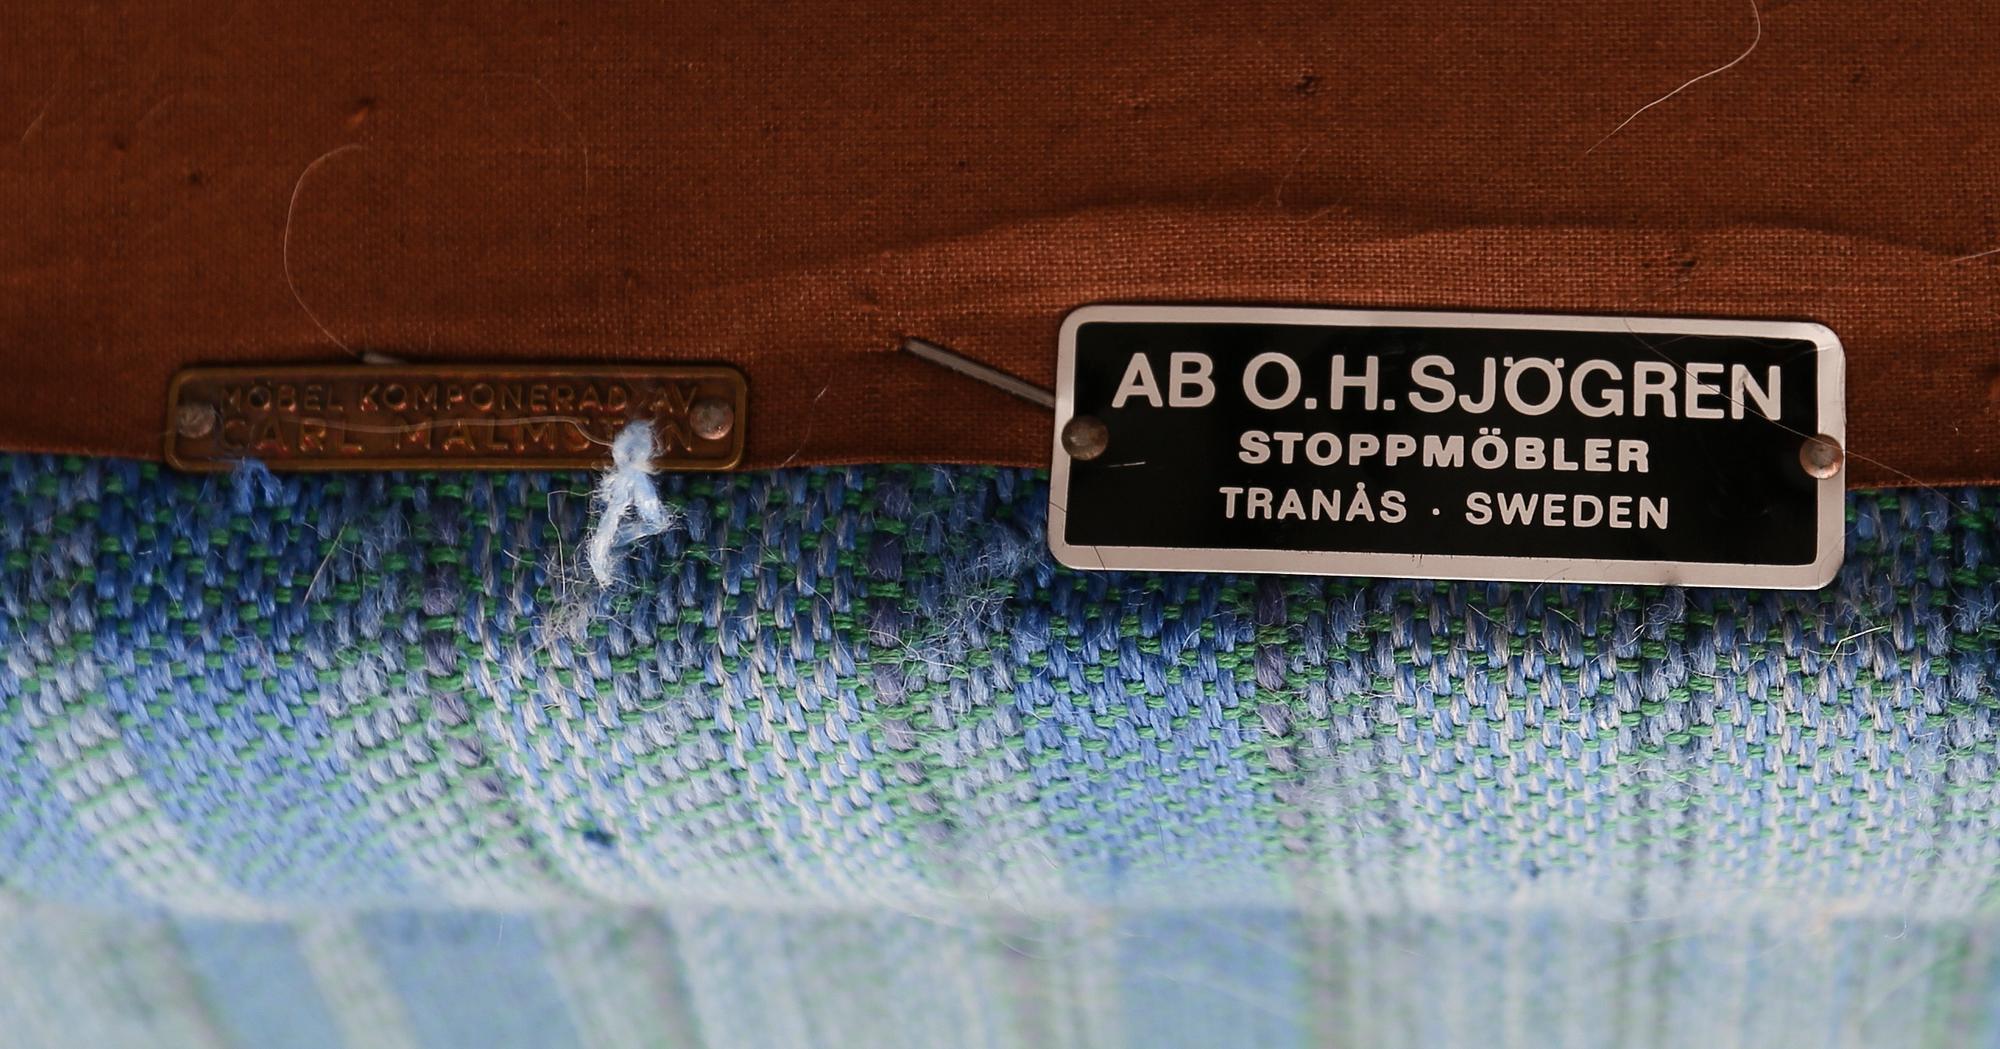 MÖBEL KOMPONERAD AV
CARL MALMSTEN
AB O.H. SJÖGREN
STOPPMÖBLER
TRANÅS · SWEDEN